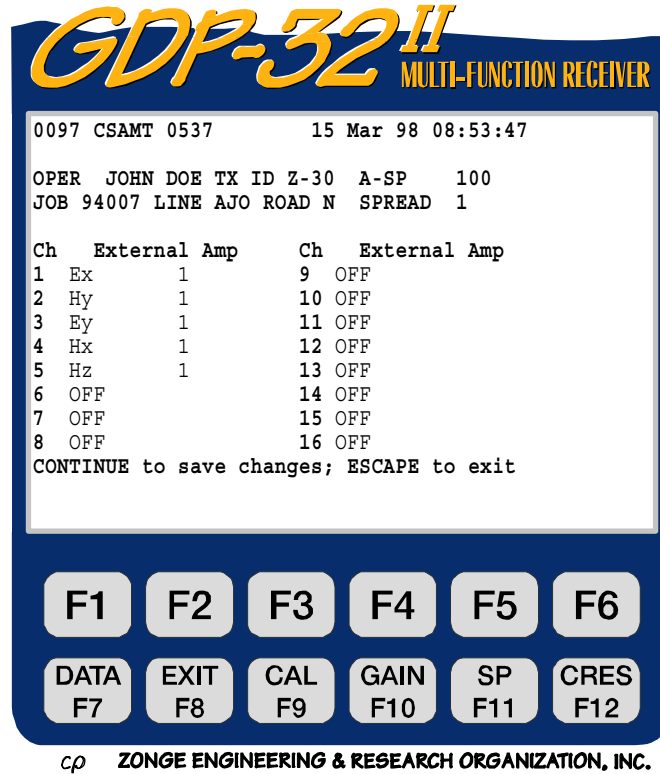 GDP-32 II
MULTI-FUNCTION RECEIVER
0097 CSAMT 0537 15 Mar 98 08:53:47
OPER JOHN DOE TX ID Z-30 A-SP 100
JOB 94007 LINE AJO ROAD N SPREAD 1
Ch External Amp Ch External Amp
1 Ex 1 9 OFF
2 Hy 1 10 OFF
3 Ey 1 11 OFF
4 Hx 1 12 OFF
5 Hz 1 13 OFF
6 OFF 14 OFF
7 OFF 15 OFF
8 OFF 16 OFF
CONTINUE to save changes; ESCAPE to exit
F1 F2 F3 F4 F5 F6
DATA EXIT CAL GAIN SP CRES
F7 F8 F9 F10 F11 F12
ZONGE ENGINEERING & RESEARCH ORGANIZATION, INC.